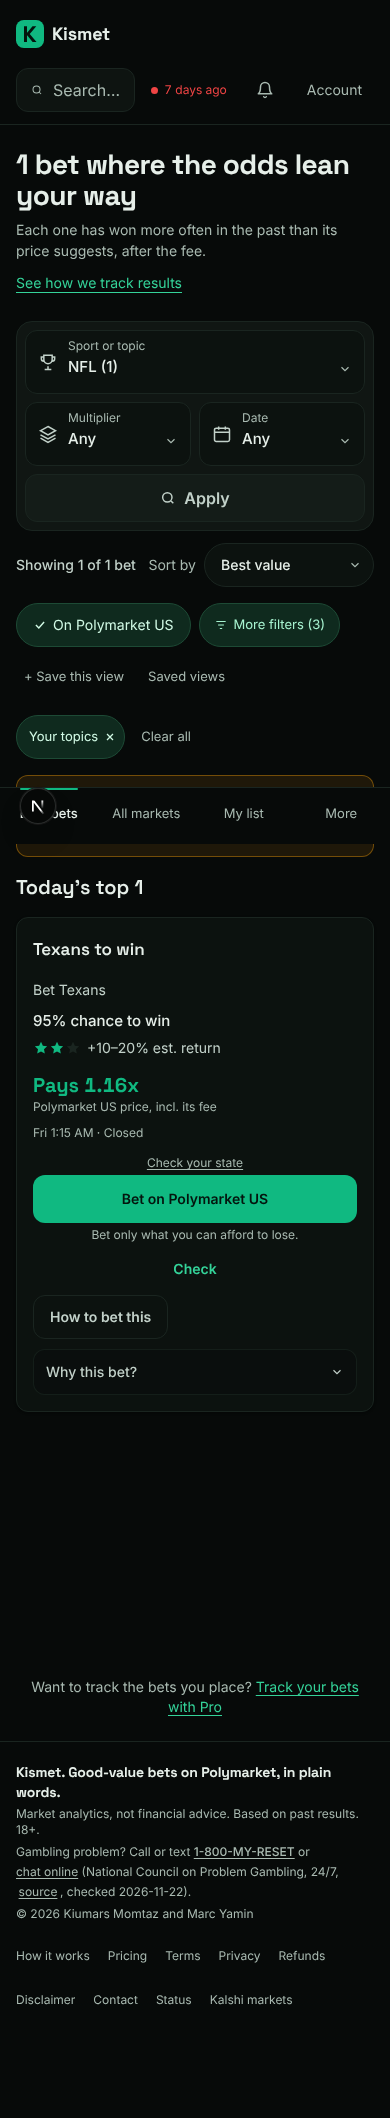 Kismet
Search...
7 days ago
Account
1 bet where the odds lean
your way
Each one has won more often in the past than its
price suggests, after the fee.
See how we track results
Sport or topic
NFL (1)
Multiplier
Any
Date
Any
Apply
Showing 1 of 1 bet
Sort by
Best value
On Polymarket US
More filters (3)
+ Save this view
Saved views
Your topics ×
Clear all
bets
All markets
My list
More
Today's top 1
Texans to win
Bet Texans
95% chance to win
+10–20% est. return
Pays 1.16x
Polymarket US price, incl. its fee
Fri 1:15 AM · Closed
Check your state
Bet on Polymarket US
Bet only what you can afford to lose.
Check
How to bet this
Why this bet?
Want to track the bets you place? Track your bets
with Pro
Kismet. Good-value bets on Polymarket, in plain
words.
Market analytics, not financial advice. Based on past results.
18+.
Gambling problem? Call or text 1-800-MY-RESET or
chat online (National Council on Problem Gambling, 24/7,
source , checked 2026-11-22).
© 2026 Kiumars Momtaz and Marc Yamin
How it works
Pricing
Terms
Privacy
Refunds
Disclaimer
Contact
Status
Kalshi markets